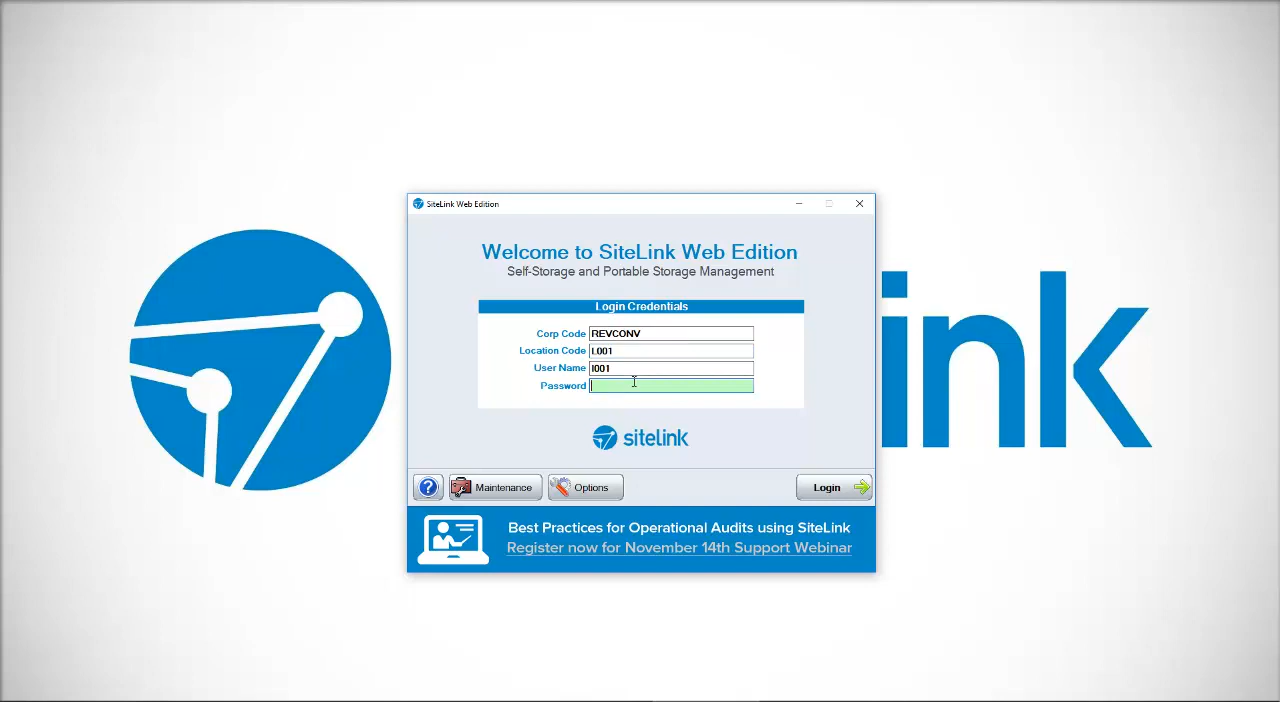 SiteLink Web Edition
Welcome to SiteLink Web Edition
Self-Storage and Portable Storage Management
Login Credentials
Corp Code REVCONV
Location Code L001
User Name l001
Password
sitelink
ink
? Maintenance Options Login
Best Practices for Operational Audits using SiteLink
Register now for November 14th Support Webinar